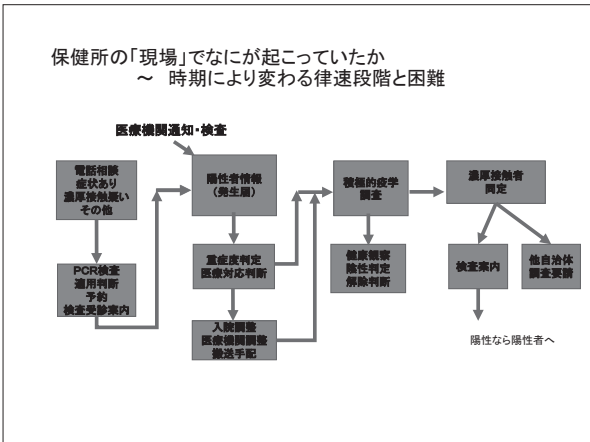 保健所の「現場」でなにが起こっていたか
～ 時期により変わる律速段階と困難
医療機関通知・検査
電話相談
症状あり
濃厚接触疑い
その他
陽性者情報
(発生届)
積極的疫学
調査
濃厚接触者
同定
PCR検査
適用判断
予約
検査受診案内
重症度判定
医療対応判断
健康観察
陰性判定
解除判断
検査案内
他自治体
調査要請
入院調整
医療機関調整
搬送手配
陽性なら陽性者へ